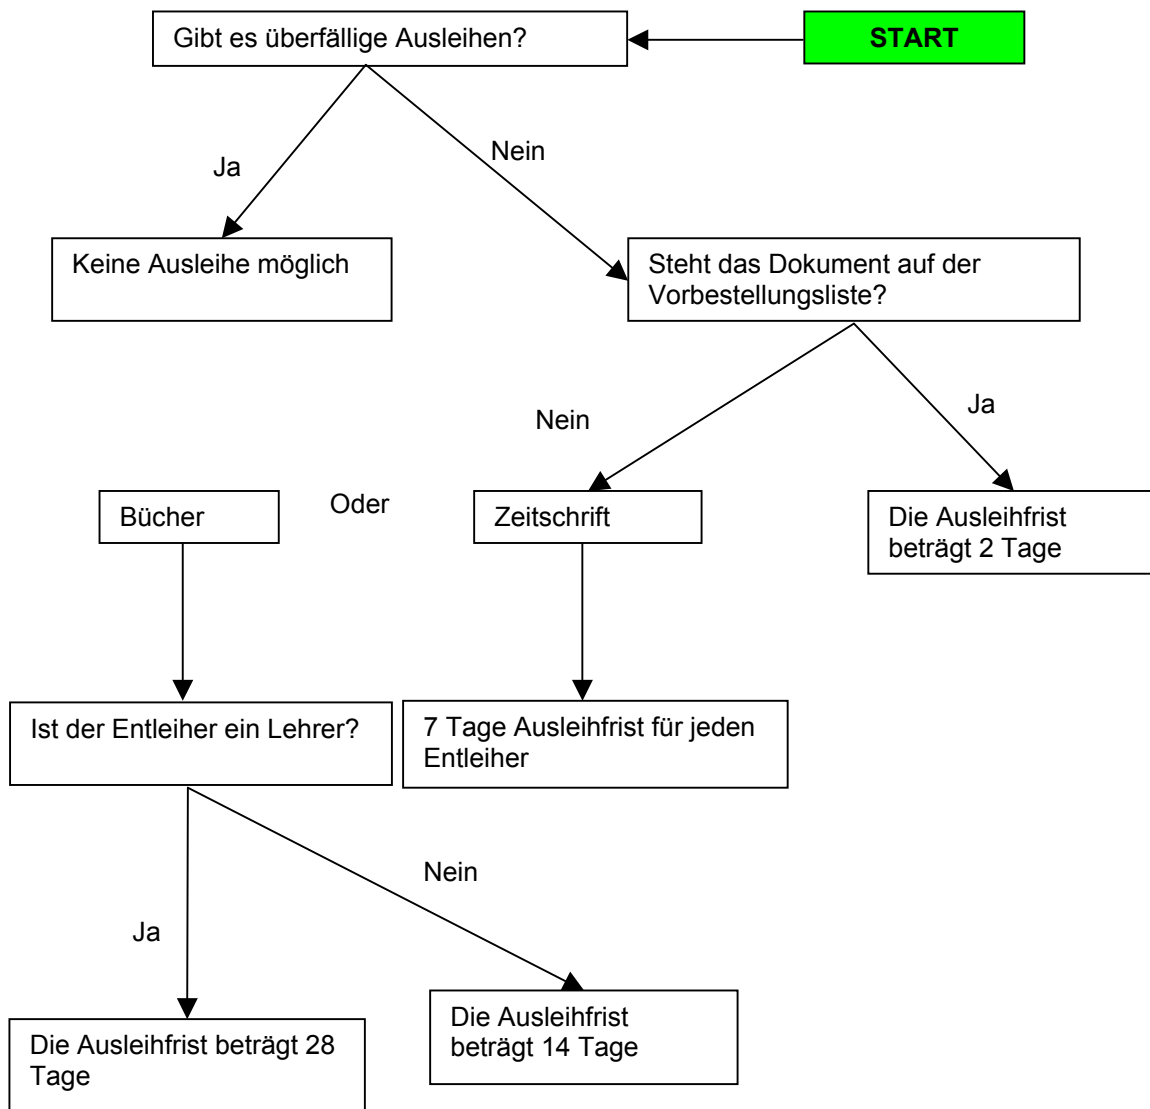 Gibt es überfällige Ausleihen?
START
Ja
Nein
Keine Ausleihe möglich
Steht das Dokument auf der
Vorbestellungsliste?
Nein
Ja
Bücher
Oder
Zeitschrift
Die Ausleihfrist
beträgt 2 Tage
Ist der Entleiher ein Lehrer?
7 Tage Ausleihfrist für jeden
Entleiher
Nein
Ja
Die Ausleihfrist beträgt 28
Tage
Die Ausleihfrist
beträgt 14 Tage